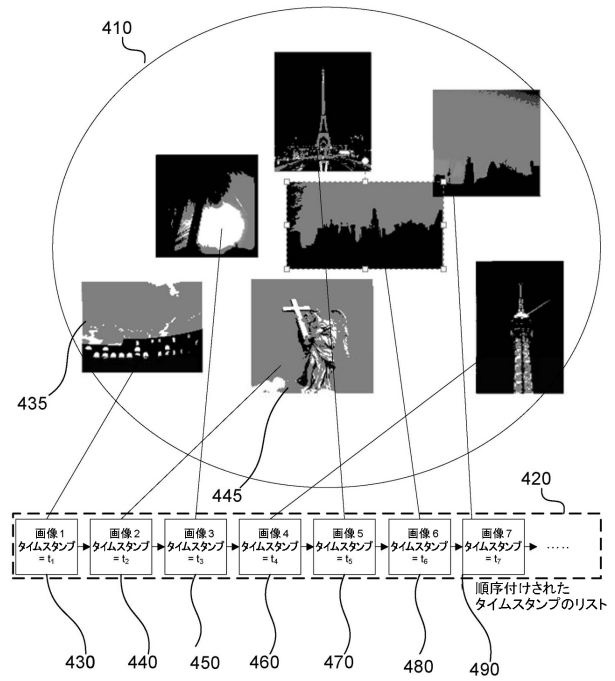 410
435
445
420
画像1
タイムスタンプ
= t₁
画像2
タイムスタンプ
= t₂
画像3
タイムスタンプ
= t₃
画像4
タイムスタンプ
= t₄
画像5
タイムスタンプ
= t₅
画像6
タイムスタンプ
= t₆
画像7
タイムスタンプ
= t₇
.....
順序付けされた
タイムスタンプのリスト
430
440
450
460
470
480
490